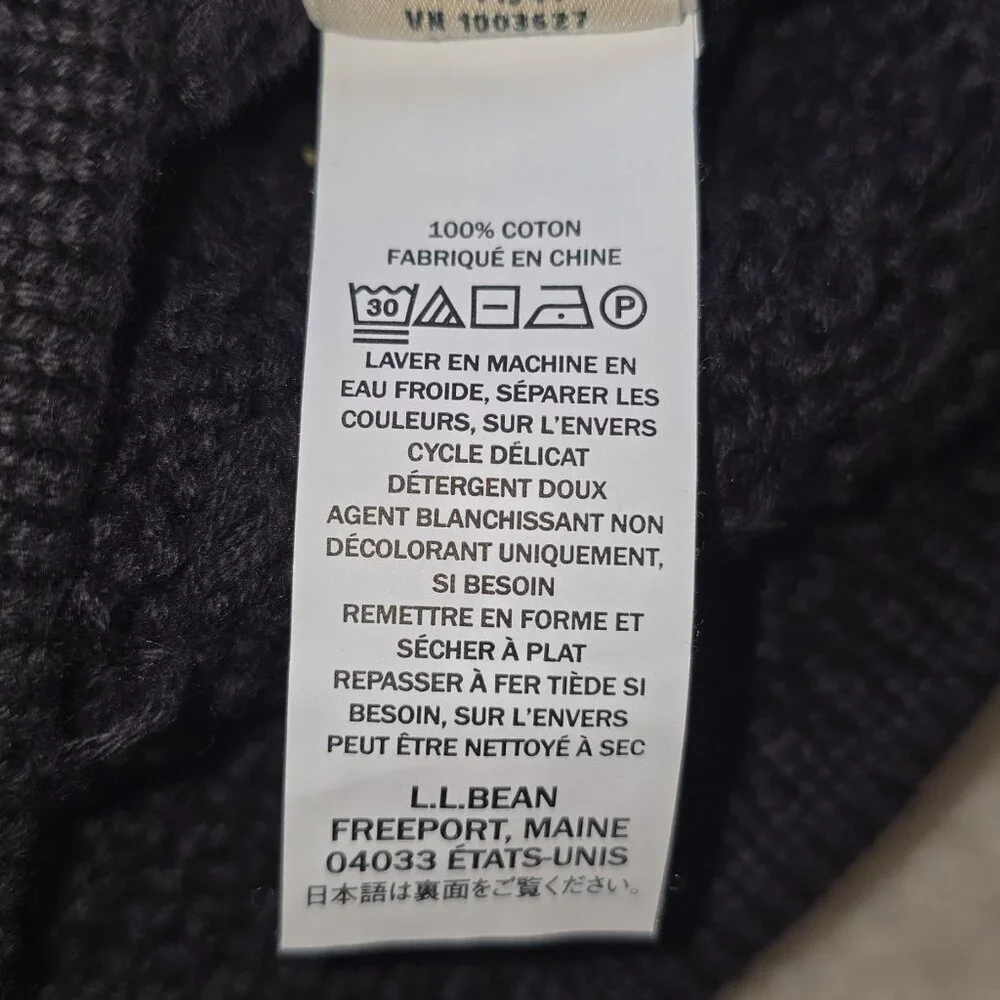 VN 1003527
100% COTON
FABRIQUÉ EN CHINE
30 P
LAVER EN MACHINE EN
EAU FROIDE, SÉPARER LES
COULEURS, SUR L'ENVERS
CYCLE DÉLICAT
DÉTERGENT DOUX
AGENT BLANCHISSANT NON
DÉCOLORANT UNIQUEMENT,
SI BESOIN
REMETTRE EN FORME ET
SÉCHER À PLAT
REPASSER À FER TIÈDE SI
BESOIN, SUR L'ENVERS
PEUT ÊTRE NETTOYÉ À SEC
L.L.BEAN
FREEPORT, MAINE
04033 ÉTATS-UNIS
日本語は裏面をご覧ください。